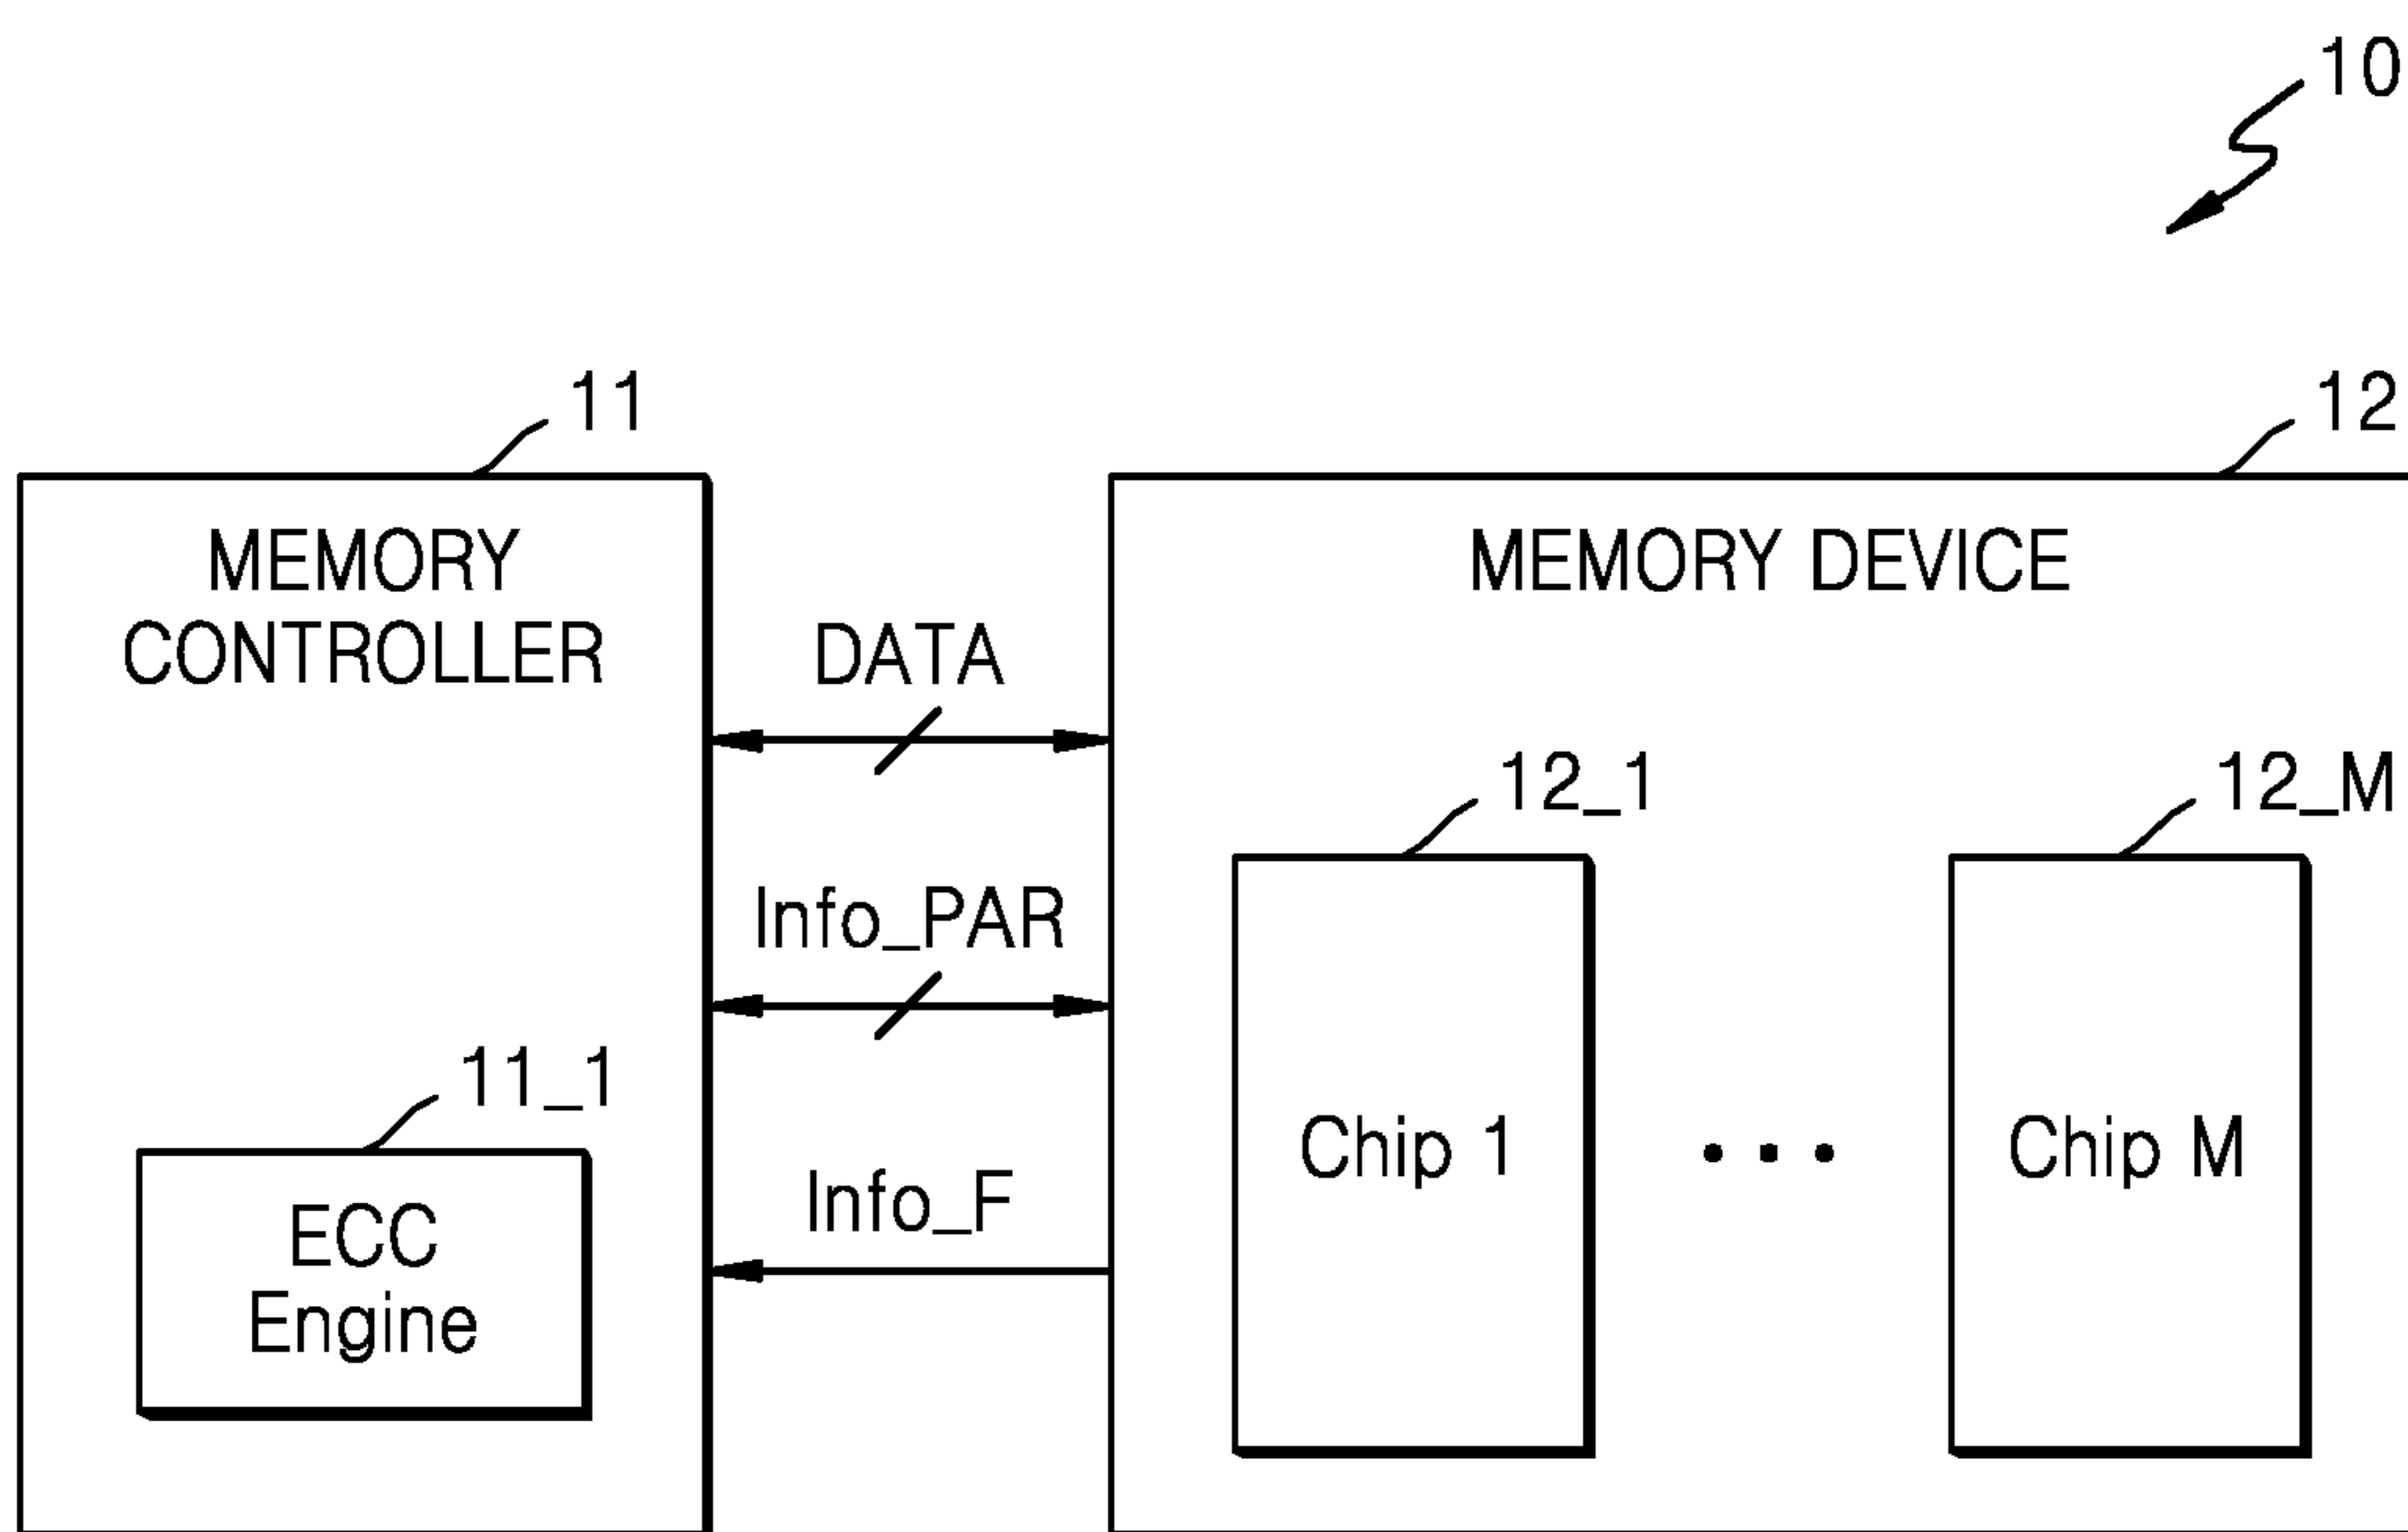 10
11
12
MEMORY
CONTROLLER
MEMORY DEVICE
DATA
12_1
12_M
Info_PAR
11_1
Chip 1
• • •
Chip M
Info_F
ECC
Engine